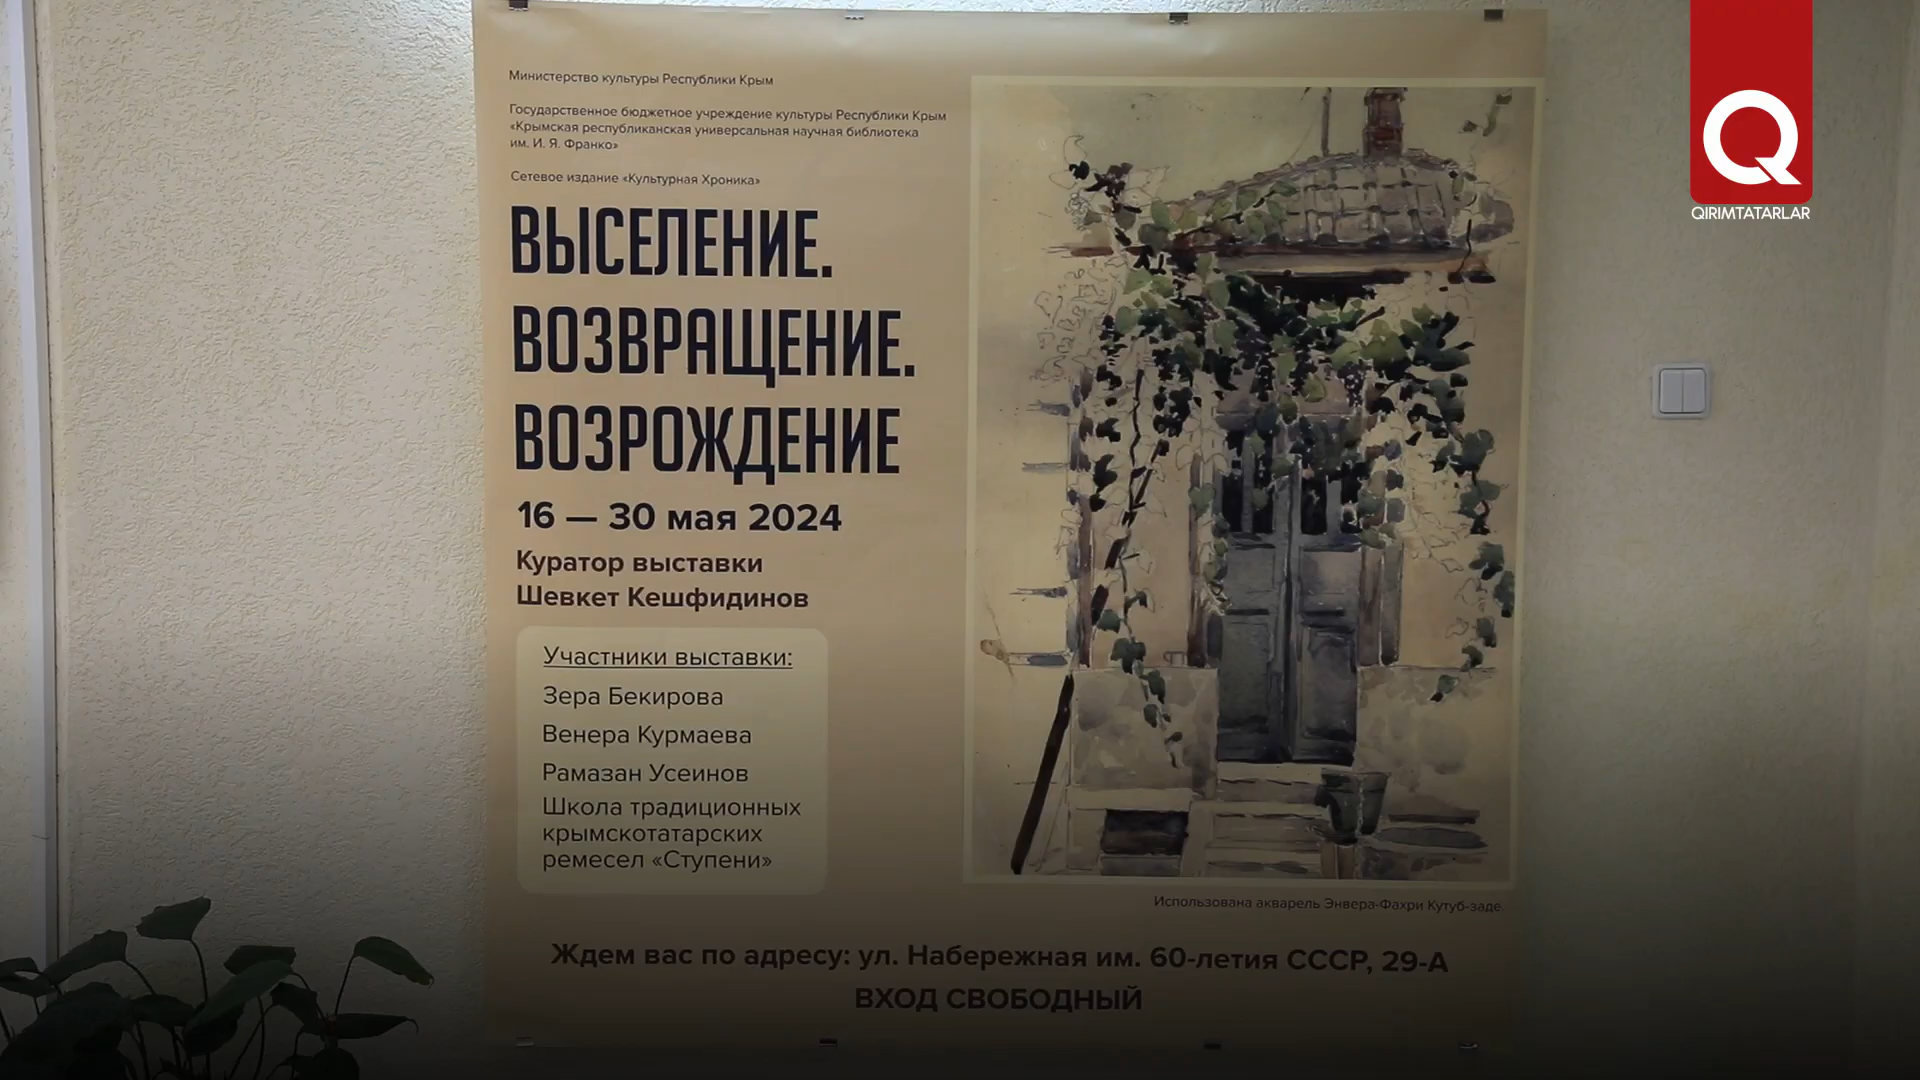 Министерство культуры Республики Крым
Государственное бюджетное учреждение культуры Республики Крым
«Крымская республиканская универсальная научная библиотека
им. И. Я. Франко»
Сетевое издание «Культурная Хроника»
ВЫСЕЛЕНИЕ.
ВОЗВРАЩЕНИЕ.
ВОЗРОЖДЕНИЕ
16 — 30 мая 2024
Куратор выставки
Шевкет Кешфидинов
Участники выставки:
Зера Бекирова
Венера Курмаева
Рамазан Усеинов
Школа традиционных
крымскотатарских
ремесел «Ступени»
Использована акварель Энвера-Фахри Кутуб-заде.
Ждем вас по адресу: ул. Набережная им. 60-летия СССР, 29-А
ВХОД СВОБОДНЫЙ
Q
QIRIMTATARLAR